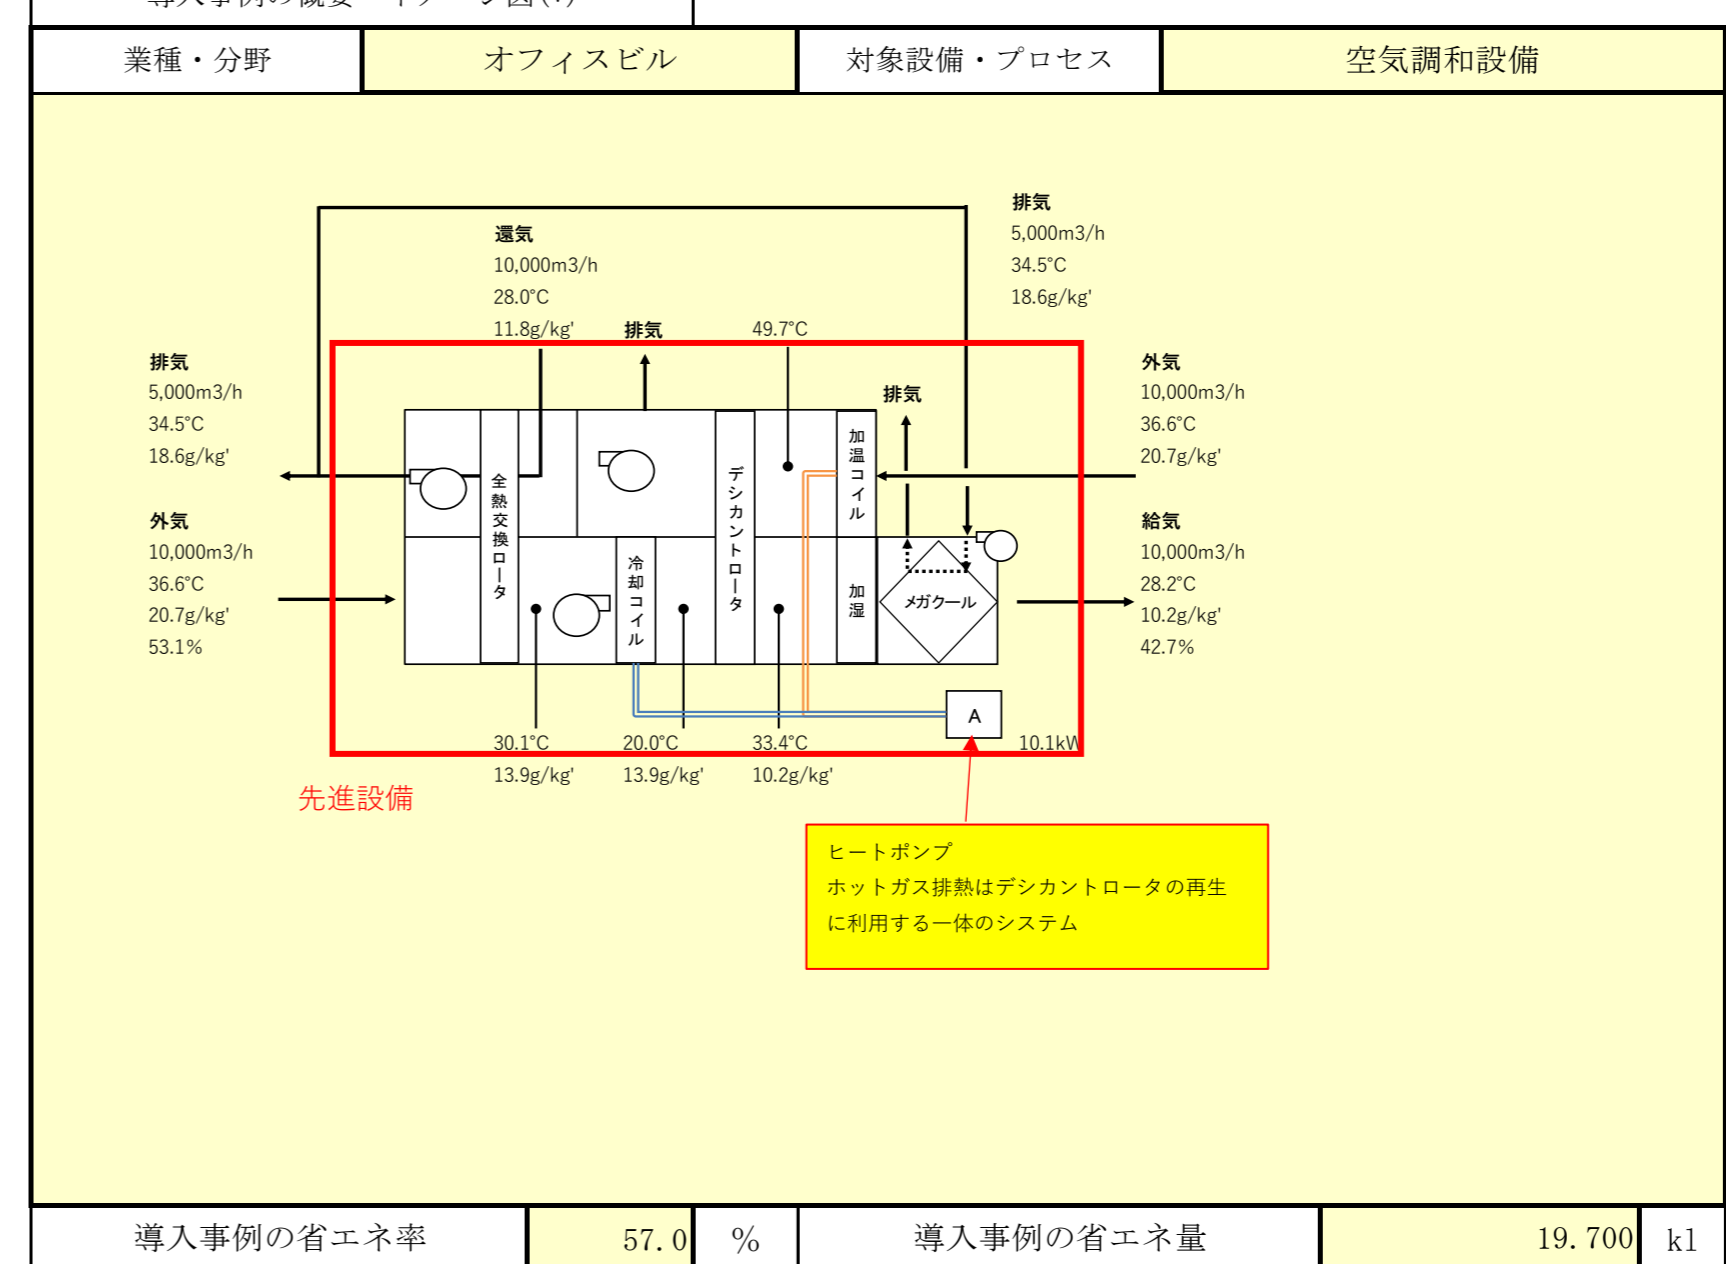 業種・分野
オフィスビル
対象設備・プロセス
空気調和設備
排気
5,000m3/h
34.5℃
18.6g/kg'
還気
10,000m3/h
28.0℃
11.8g/kg'
排気
49.7℃
排気
5,000m3/h
34.5℃
18.6g/kg'
外気
10,000m3/h
36.6℃
20.7g/kg'
53.1%
排気
外気
10,000m3/h
36.6℃
20.7g/kg'
給気
10,000m3/h
28.2℃
10.2g/kg'
42.7%
全熱交換ロータ
冷却コイル
デシカントロータ
加温コイル
加湿
メガクール
A
30.1℃
13.9g/kg'
20.0℃
13.9g/kg'
33.4℃
10.2g/kg'
10.1kW
先進設備
ヒートポンプ
ホットガス排熱はデシカントロータの再生
に利用する一体のシステム
導入事例の省エネ率
57.0
%
導入事例の省エネ量
19.700
kl